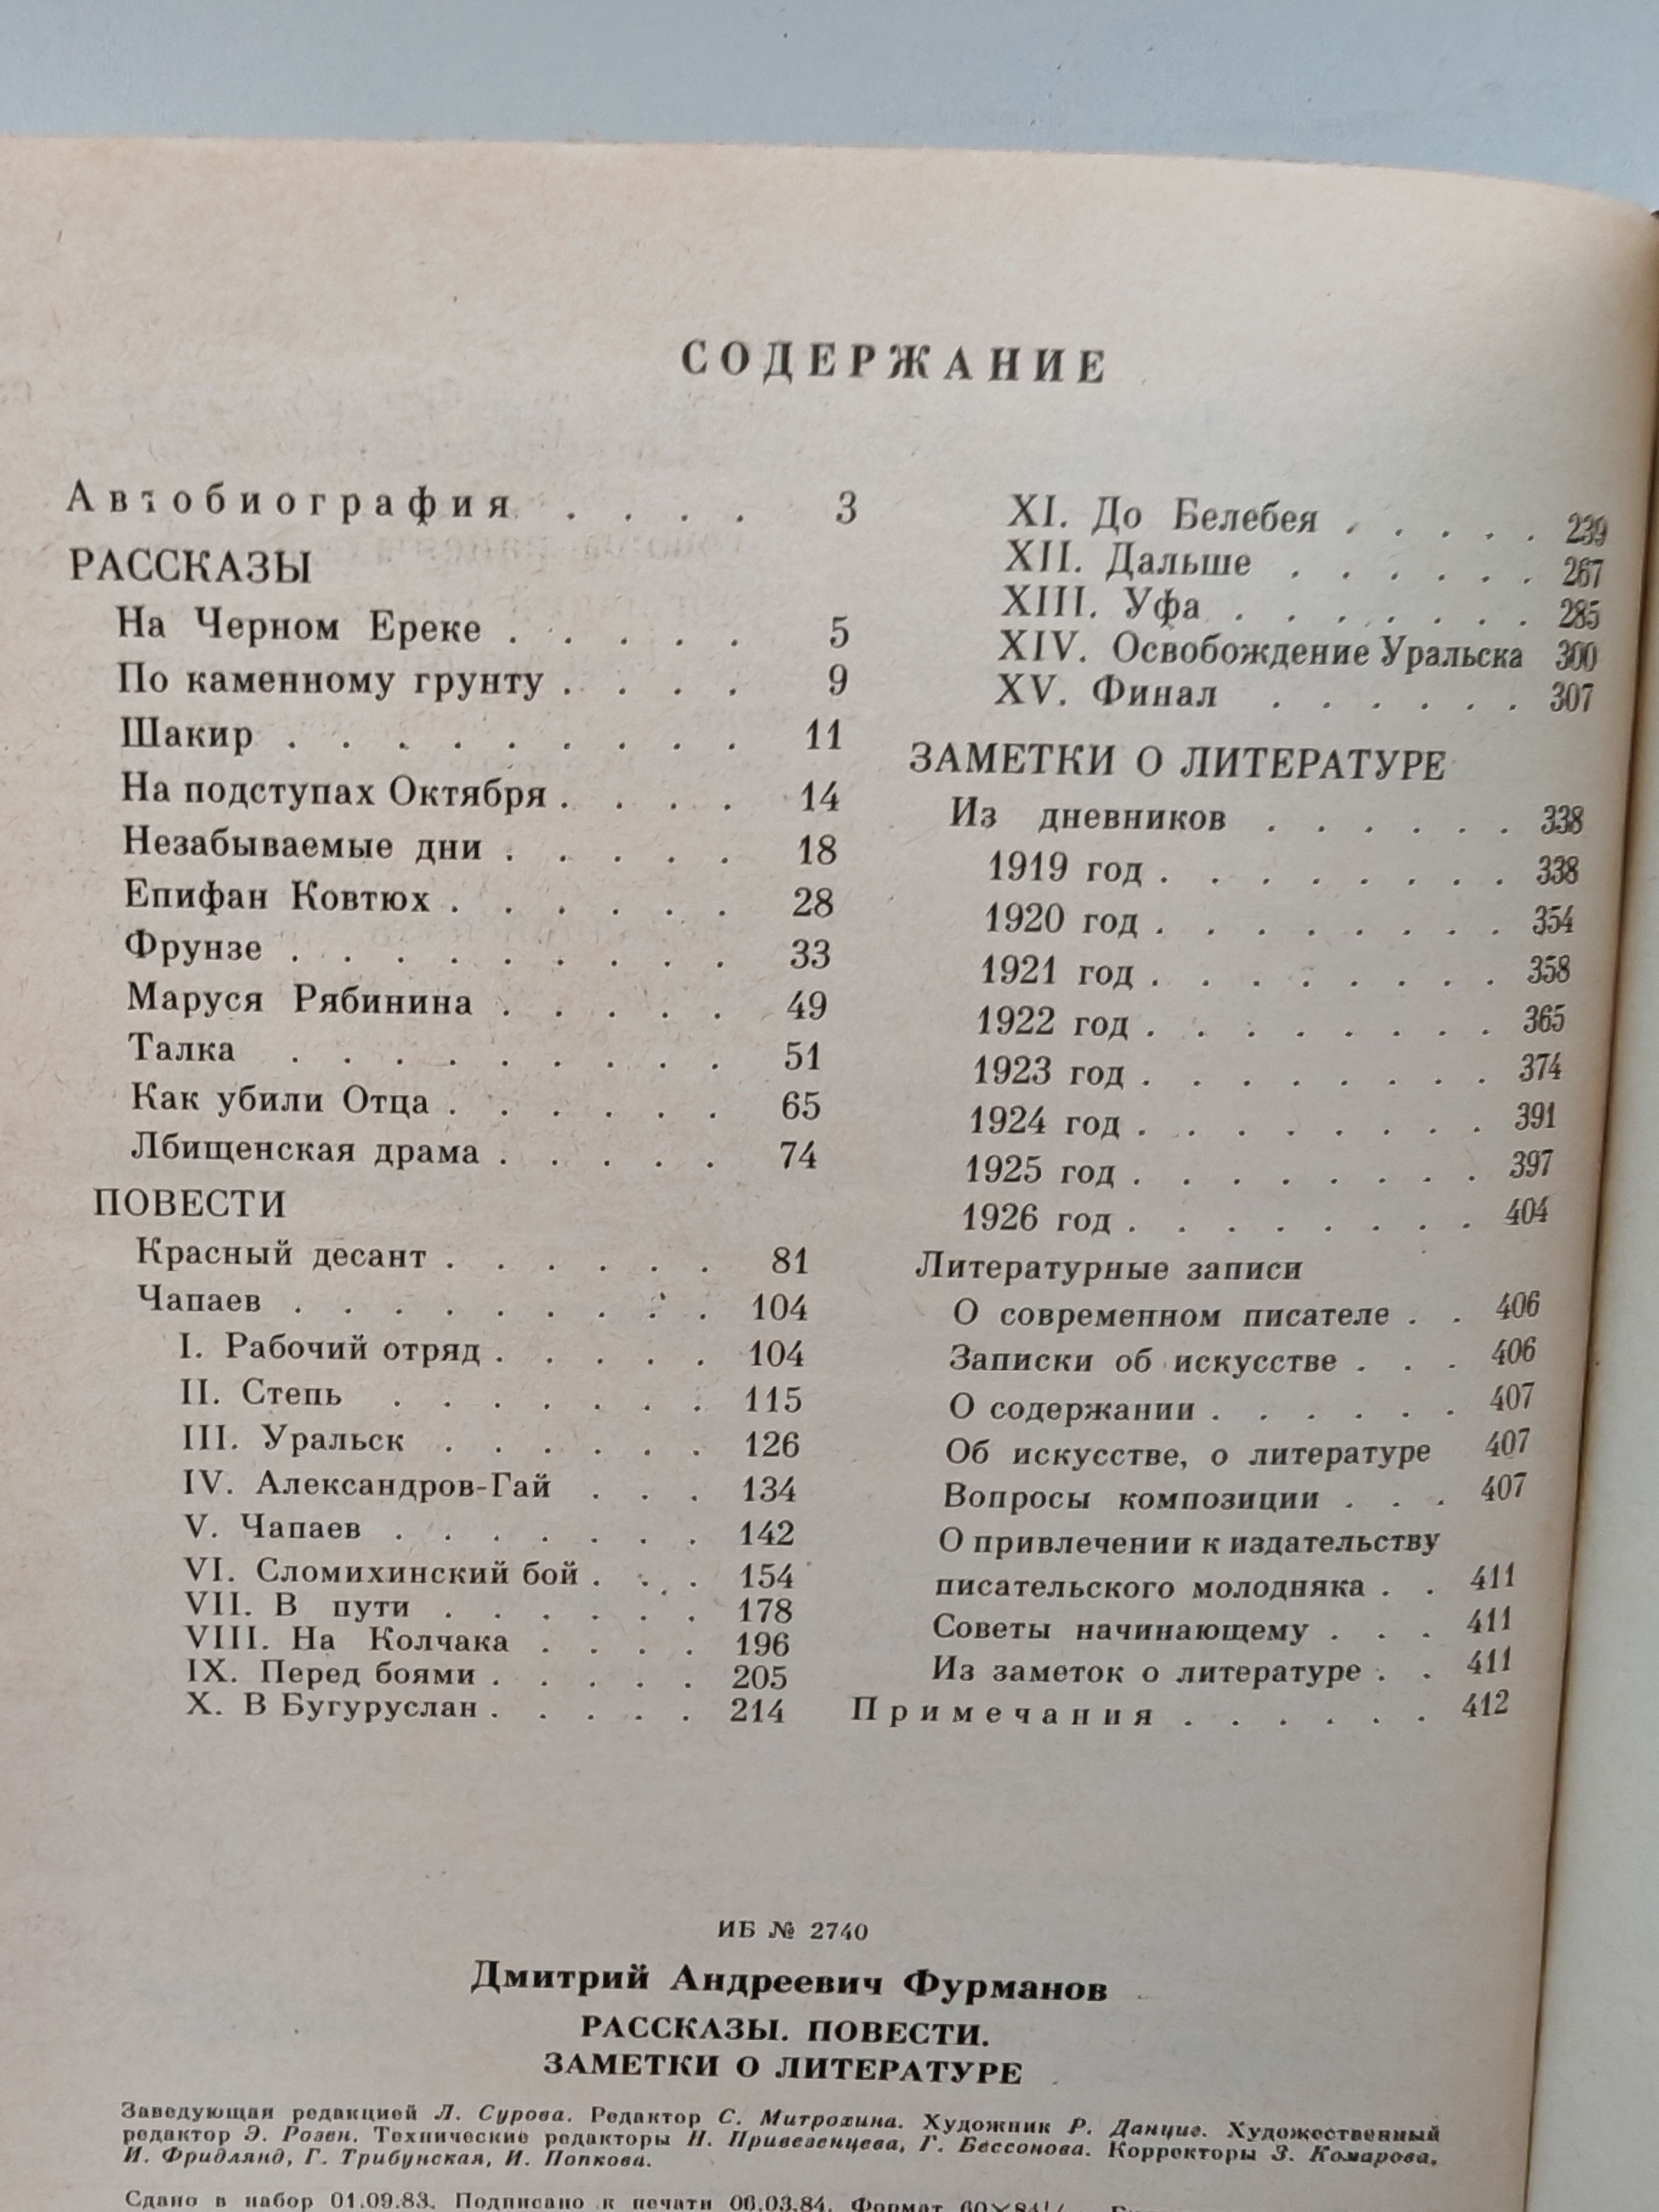 СОДЕРЖАНИЕ
Автобиография . . . . 3
РАССКАЗЫ
На Черном Ереке . . . . . 5
По каменному грунту . . . . 9
Шакир . . . . . . . . . 11
На подступах Октября . . . . 14
Незабываемые дни . . . . . 18
Епифан Ковтюх . . . . . . 28
Фрунзе . . . . . . . . . 33
Маруся Рябинина . . . . . 49
Талка . . . . . . . . . 51
Как убили Отца . . . . . . 65
Лбищенская драма . . . . . 74
ПОВЕСТИ
Красный десант . . . . . . 81
Чапаев . . . . . . . . . 104
I. Рабочий отряд . . . . . 104
II. Степь . . . . . . . 115
III. Уральск . . . . . . 126
IV. Александров-Гай . . . 134
V. Чапаев . . . . . . . 142
VI. Сломихинский бой . . . 154
VII. В пути . . . . . . 178
VIII. На Колчака . . . . 196
IX. Перед боями . . . . . 205
X. В Бугуруслан . . . . . 214
XI. До Белебея . . . . . 239
XII. Дальше . . . . . . 267
XIII. Уфа . . . . . . . 285
XIV. Освобождение Уральска 300
XV. Финал . . . . . . 307
ЗАМЕТКИ О ЛИТЕРАТУРЕ
Из дневников . . . . . . 338
1919 год . . . . . . . . 338
1920 год . . . . . . . . 354
1921 год . . . . . . . . 358
1922 год . . . . . . . . 365
1923 год . . . . . . . . 374
1924 год . . . . . . . . 391
1925 год . . . . . . . . 397
1926 год . . . . . . . . 404
Литературные записи
О современном писателе . . 406
Записки об искусстве . . . 406
О содержании . . . . . . 407
Об искусстве, о литературе 407
Вопросы композиции . . . 407
О привлечении к издательству
писательского молодняка . . 411
Советы начинающему . . . 411
Из заметок о литературе . . 411
Примечания . . . . . . 412
ИБ № 2740
Дмитрий Андреевич Фурманов
РАССКАЗЫ. ПОВЕСТИ.
ЗАМЕТКИ О ЛИТЕРАТУРЕ
Заведующая редакцией Л. Сурова. Редактор С. Митрохина. Художник Р. Данциг. Художественный
редактор Э. Розен. Технические редакторы Н. Привезенцева, Г. Бессонова. Корректоры З. Комарова,
И. Фридлянд, Г. Трибунская, И. Попкова.
Сдано в набор 01.09.83. Подписано к печати 06.03.84. Формат